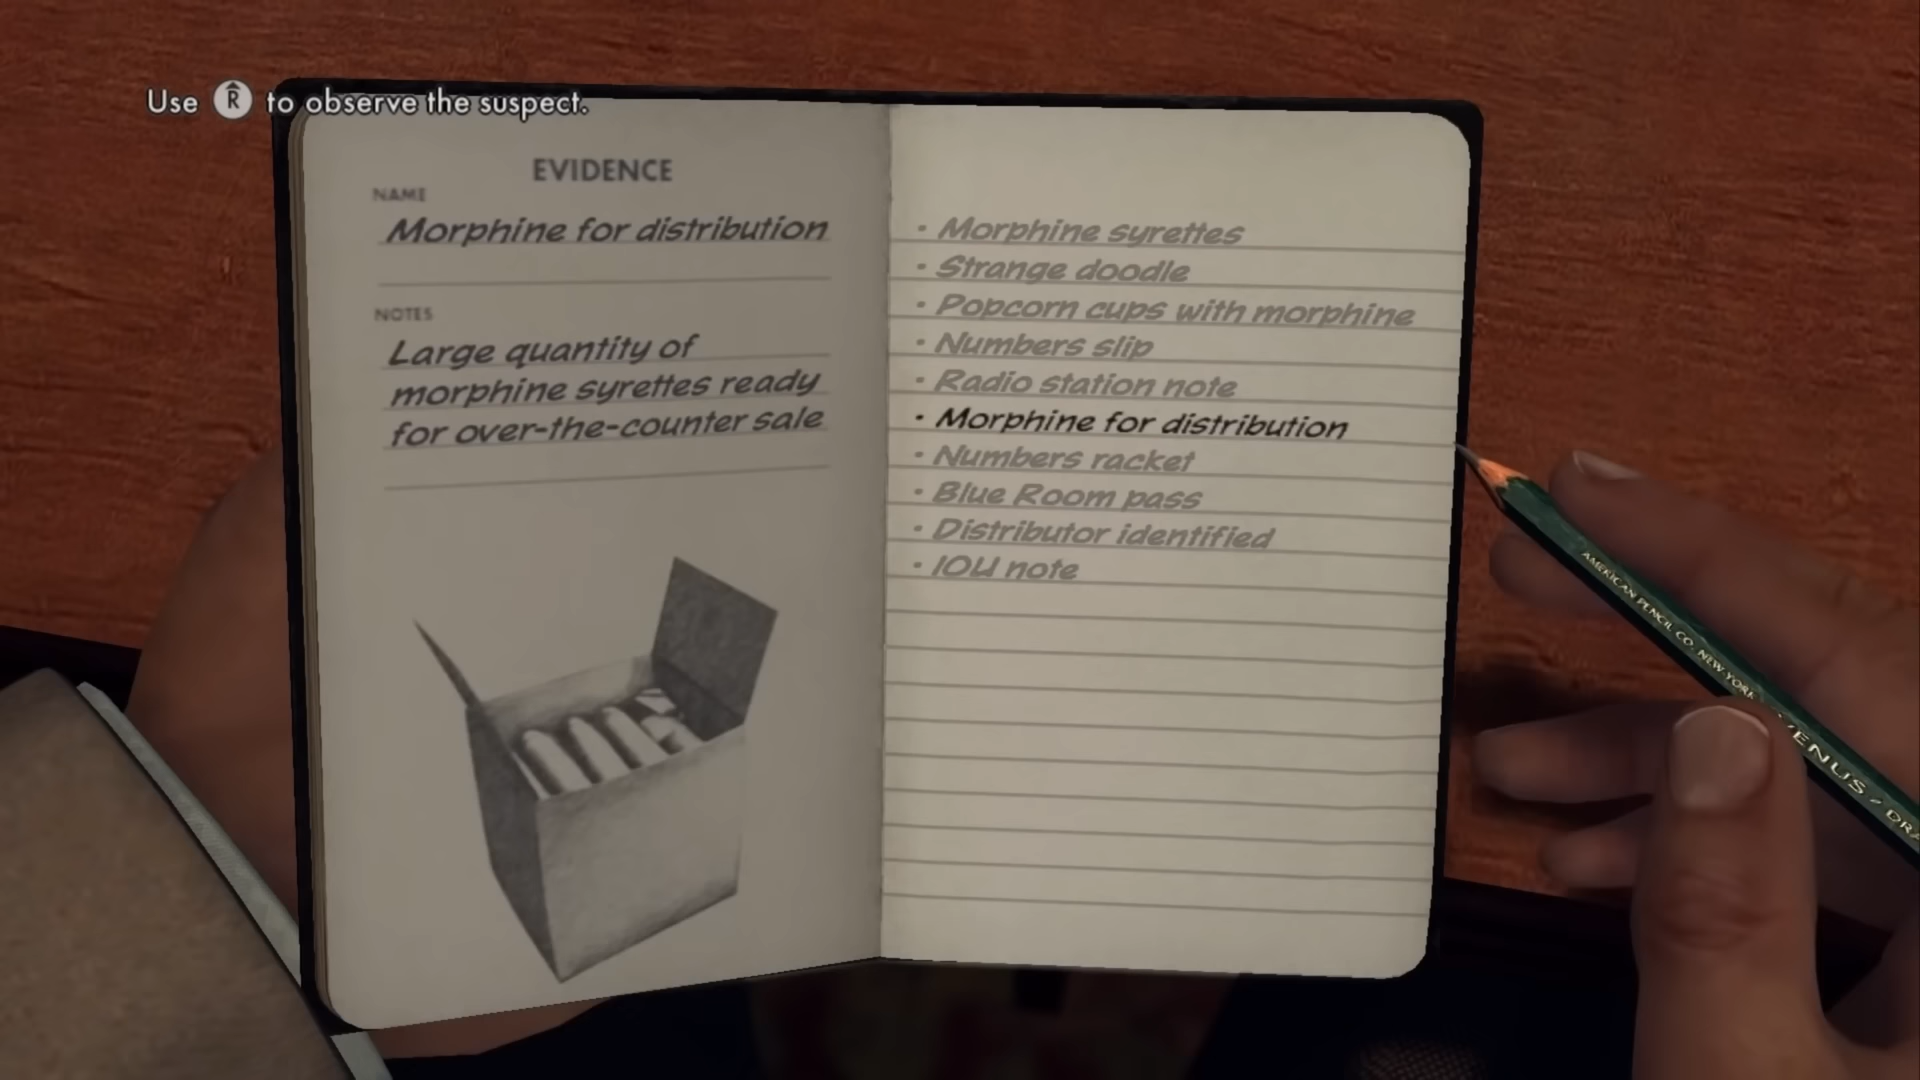 Use R to observe the suspect.
EVIDENCE
NAME
Morphine for distribution
NOTES
Large quantity of
morphine syrettes ready
for over-the-counter sale
• Morphine syrettes
• Strange doodle
• Popcorn cups with morphine
• Numbers slip
• Radio station note
• Morphine for distribution
• Numbers racket
• Blue Room pass
• Distributor identified
• IOU note
AMERICAN PENCIL CO. NEW YORK VENUS